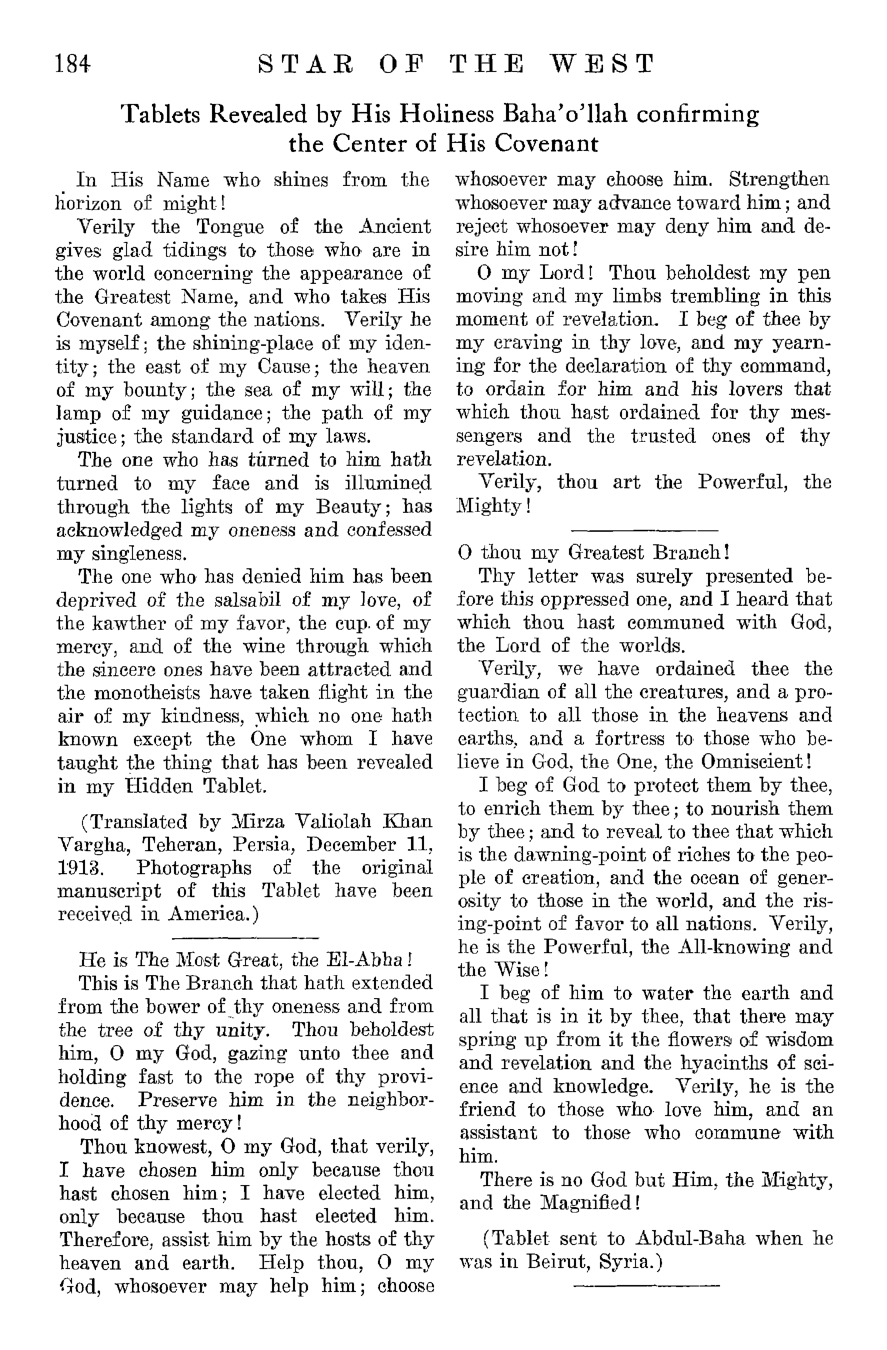 184 STAR OF THE WEST
Tablets Revealed by His Holiness Baha'o'llah confirming
the Center of His Covenant
In His Name who shines from the
horizon of might!
Verily the Tongue of the Ancient
gives glad tidings to those who are in
the world concerning the appearance of
the Greatest Name, and who takes His
Covenant among the nations. Verily he
is myself; the shining-place of my iden-
tity; the east of my Cause; the heaven
of my bounty; the sea of my will; the
lamp of my guidance; the path of my
justice; the standard of my laws.
The one who has turned to him hath
turned to my face and is illumined
through the lights of my Beauty; has
acknowledged my oneness and confessed
my singleness.
The one who has denied him has been
deprived of the salsabil of my love, of
the kawther of my favor, the cup of my
mercy, and of the wine through which
the sincere ones have been attracted and
the monotheists have taken flight in the
air of my kindness, which no one hath
known except the One whom I have
taught the thing that has been revealed
in my Hidden Tablet.
(Translated by Mirza Valiolah Khan
Vargha, Teheran, Persia, December 11,
1913. Photographs of the original
manuscript of this Tablet have been
received in America.)
He is The Most Great, the El-Abha!
This is The Branch that hath extended
from the bower of thy oneness and from
the tree of thy unity. Thou beholdest
him, O my God, gazing unto thee and
holding fast to the rope of thy provi-
dence. Preserve him in the neighbor-
hood of thy mercy!
Thou knowest, O my God, that verily,
I have chosen him only because thou
hast chosen him; I have elected him,
only because thou hast elected him.
Therefore, assist him by the hosts of thy
heaven and earth. Help thou, O my
God, whosoever may help him; choose
whosoever may choose him. Strengthen
whosoever may advance toward him; and
reject whosoever may deny him and de-
sire him not!
O my Lord! Thou beholdest my pen
moving and my limbs trembling in this
moment of revelation. I beg of thee by
my craving in thy love, and my yearn-
ing for the declaration of thy command,
to ordain for him and his lovers that
which thou hast ordained for thy mes-
sengers and the trusted ones of thy
revelation.
Verily, thou art the Powerful, the
Mighty!
O thou my Greatest Branch!
Thy letter was surely presented be-
fore this oppressed one, and I heard that
which thou hast communed with God,
the Lord of the worlds.
Verily, we have ordained thee the
guardian of all the creatures, and a pro-
tection to all those in the heavens and
earths, and a fortress to those who be-
lieve in God, the One, the Omniscient!
I beg of God to protect them by thee,
to enrich them by thee; to nourish them
by thee; and to reveal to thee that which
is the dawning-point of riches to the peo-
ple of creation, and the ocean of gener-
osity to those in the world, and the ris-
ing-point of favor to all nations. Verily,
he is the Powerful, the All-knowing and
the Wise!
I beg of him to water the earth and
all that is in it by thee, that there may
spring up from it the flowers of wisdom
and revelation and the hyacinths of sci-
ence and knowledge. Verily, he is the
friend to those who love him, and an
assistant to those who commune with
him.
There is no God but Him, the Mighty,
and the Magnified!
(Tablet sent to Abdul-Baha when he
was in Beirut, Syria.)